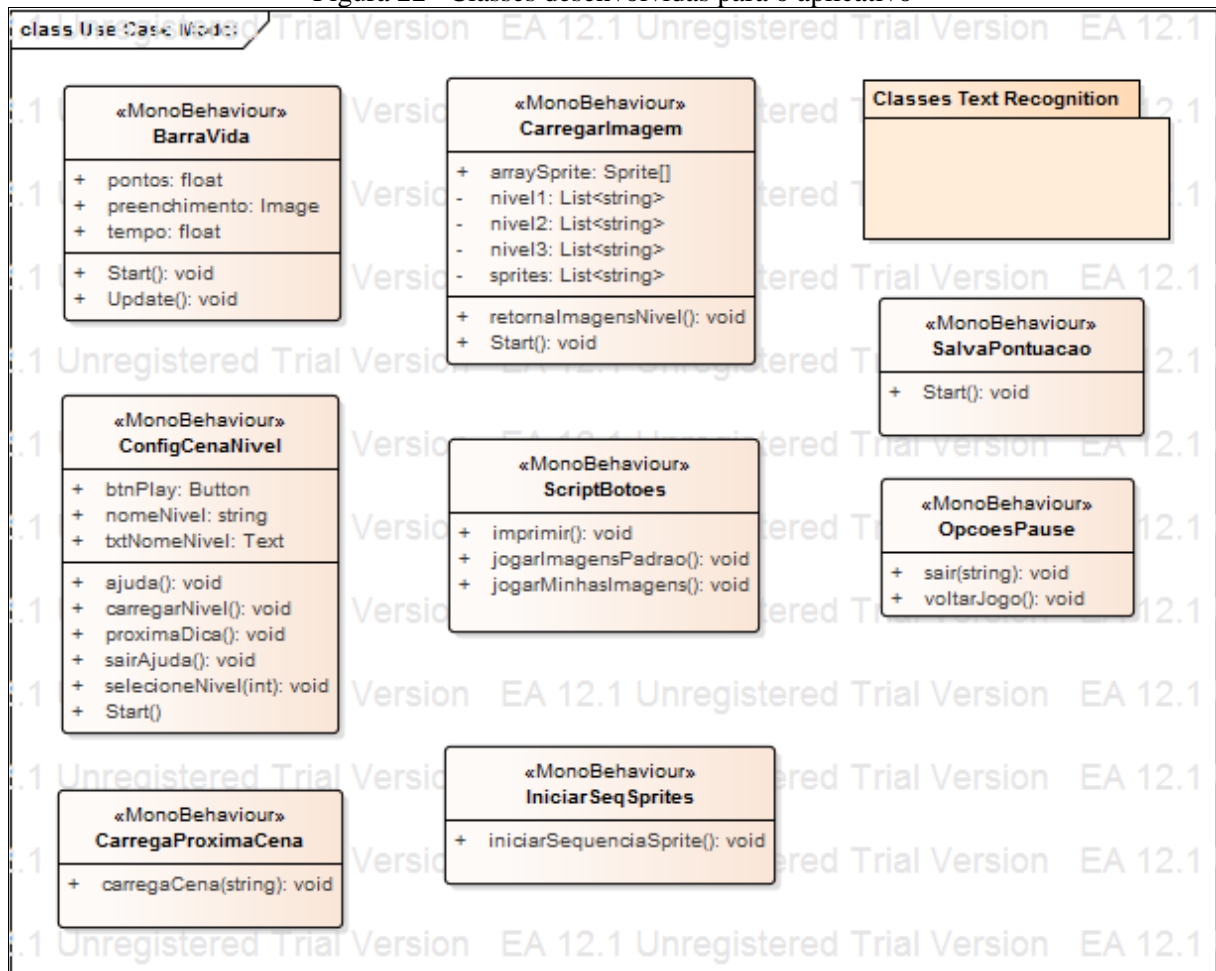 Figura 22 - Classes desenvolvidas para o aplicativo
class Use Case Model
«MonoBehaviour»
BarraVida
+ pontos: float
+ preenchimento: Image
+ tempo: float
+ Start(): void
+ Update(): void
«MonoBehaviour»
CarregarImagem
+ arraySprite: Sprite[]
- nivel1: List<string>
- nivel2: List<string>
- nivel3: List<string>
- sprites: List<string>
+ retornaImagensNivel(): void
+ Start(): void
Classes Text Recognition
«MonoBehaviour»
SalvaPontuacao
+ Start(): void
«MonoBehaviour»
ConfigCenaNivel
+ btnPlay: Button
+ nomeNivel: string
+ txtNomeNivel: Text
+ ajuda(): void
+ carregarNivel(): void
+ proximaDica(): void
+ sairAjuda(): void
+ selecioneNivel(int): void
+ Start()
«MonoBehaviour»
ScriptBotoes
+ imprimir(): void
+ jogarImagensPadrao(): void
+ jogarMinhasImagens(): void
«MonoBehaviour»
OpcoesPause
+ sair(string): void
+ voltarJogo(): void
«MonoBehaviour»
CarregaProximaCena
+ carregaCena(string): void
«MonoBehaviour»
IniciarSeqSprites
+ iniciarSequenciaSprite(): void
EA 12.1 Unregistered Trial Version